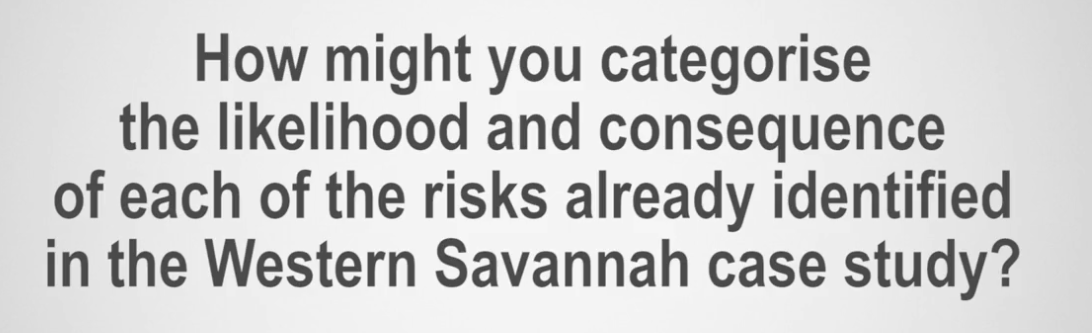 How might you categorise
the likelihood and consequence
of each of the risks already identified
in the Western Savannah case study?